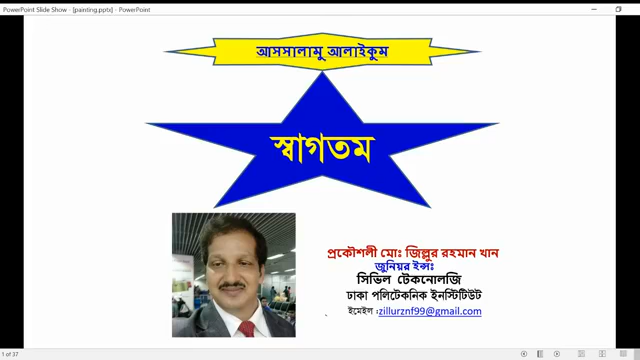 PowerPoint Slide Show - [painting.pptx] - PowerPoint
আসসালামু আলাইকুম
স্বাগতম
প্রকৌশলী মোঃ জিল্লুর রহমান খান
জুনিয়র ইন্সঃ
সিভিল টেকনোলজি
ঢাকা পলিটেকনিক ইনস্টিটিউট
ইমেইল :zillurznf99@gmail.com
1 of 37